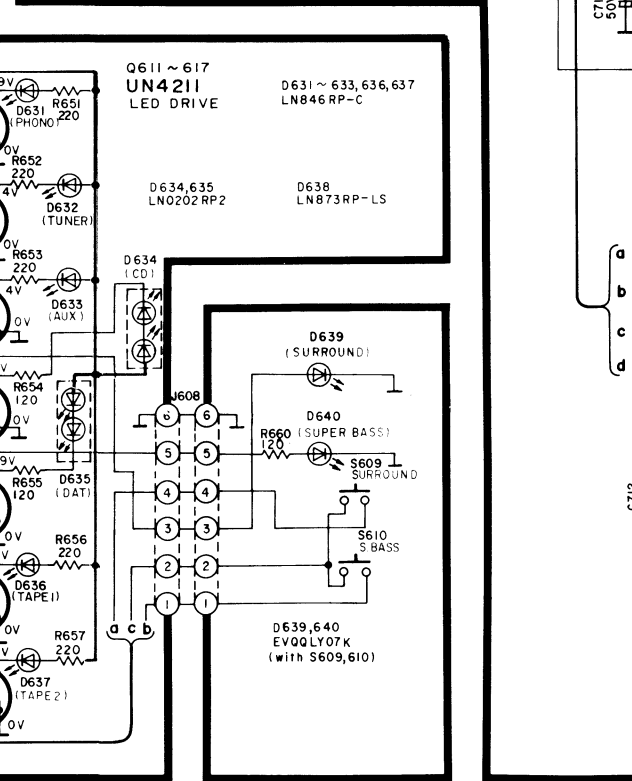 C71
50V
Q611 ~ 617
UN4211
LED DRIVE
D631 ~ 633,636,637
LN846RP-C
9V
D631
(PHONO)
R651
220
0V
R652
220
4V
D632
(TUNER)
D634,635
LN0202RP2
D638
LN873RP-LS
0V
R653
220
4V
D633
(AUX)
0V
D634
(CD)
a
b
c
d
V
R654
120
0V
9V
R655
120
D635
(DAT)
J608
6
6
5
5
4
4
3
3
2
2
1
1
D639
(SURROUND)
D640
(SUPER BASS)
R660
120
S609
SURROUND
S610
S.BASS
C713
0V
V
R656
220
D636
(TAPE1)
0V
a c b
D639,640
EVQQLY07K
(with S609,610)
V
R657
220
D637
(TAPE2)
0V